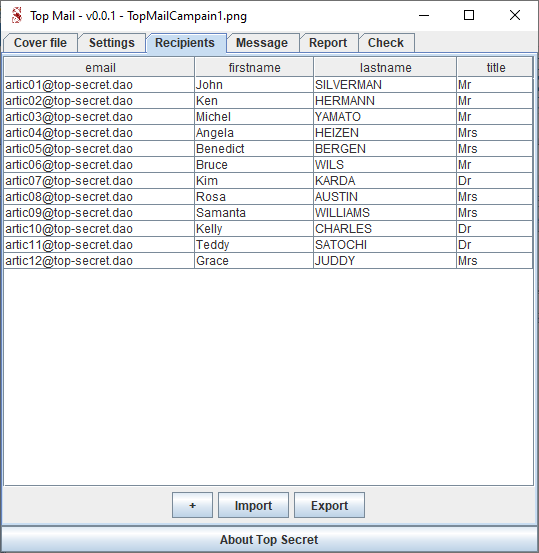 Top Mail - v0.0.1 - TopMailCampain1.png
Cover file Settings Recipients Message Report Check
email firstname lastname title
artic01@top-secret.dao John SILVERMAN Mr
artic02@top-secret.dao Ken HERMANN Mr
artic03@top-secret.dao Michel YAMATO Mr
artic04@top-secret.dao Angela HEIZEN Mrs
artic05@top-secret.dao Benedict BERGEN Mrs
artic06@top-secret.dao Bruce WILS Mr
artic07@top-secret.dao Kim KARDA Dr
artic08@top-secret.dao Rosa AUSTIN Mrs
artic09@top-secret.dao Samanta WILLIAMS Mrs
artic10@top-secret.dao Kelly CHARLES Dr
artic11@top-secret.dao Teddy SATOCHI Dr
artic12@top-secret.dao Grace JUDDY Mrs
+ Import Export
About Top Secret